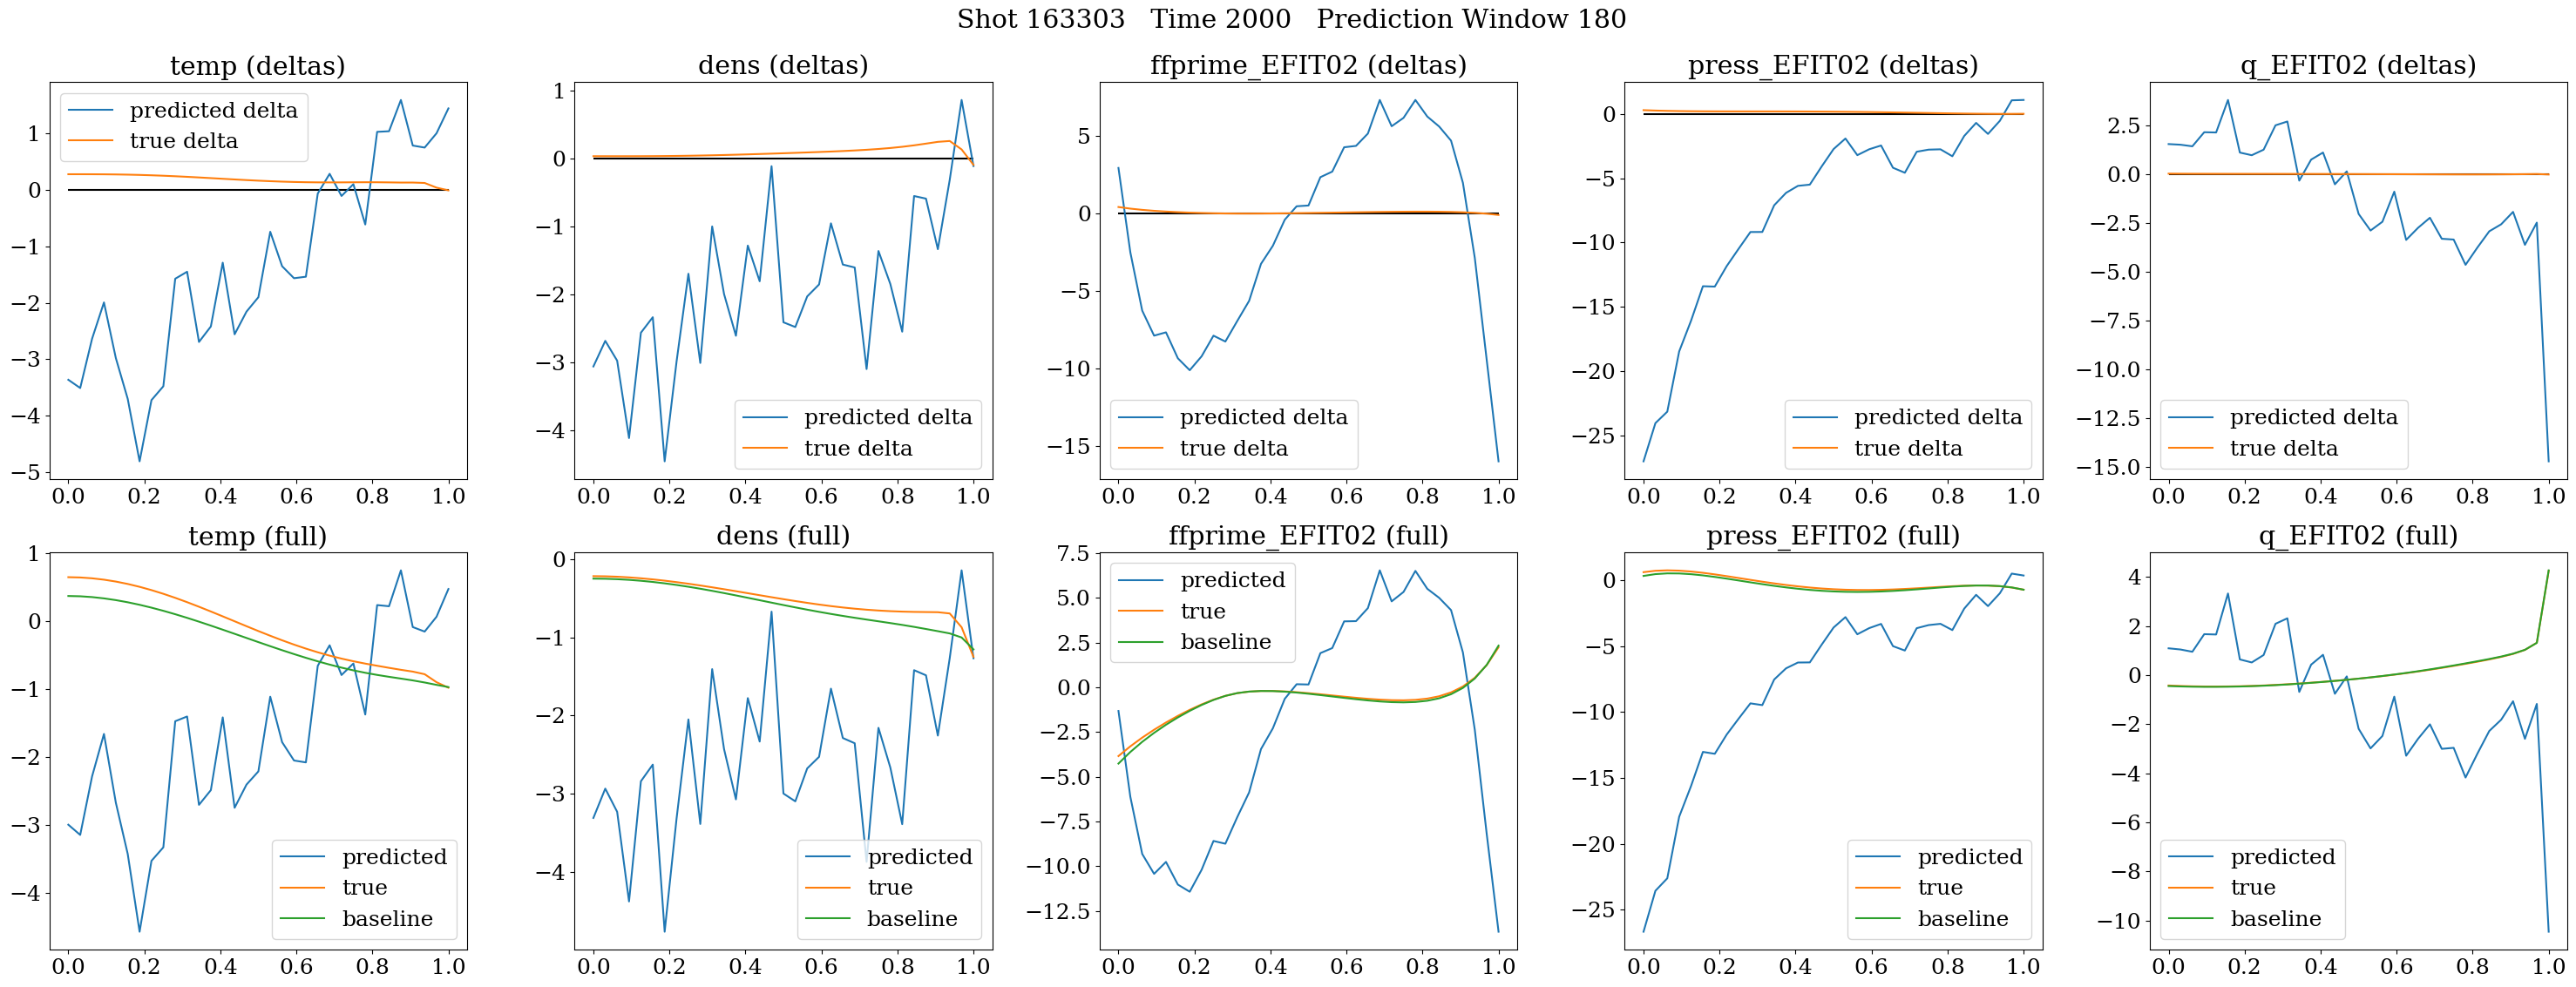 Shot 163303   Time 2000   Prediction Window 180
temp (deltas)
predicted delta
true delta
1
0
−1
−2
−3
−4
−5
0.0 0.2 0.4 0.6 0.8 1.0
dens (deltas)
1
0
−1
−2
−3
−4
predicted delta
true delta
0.0 0.2 0.4 0.6 0.8 1.0
ffprime_EFIT02 (deltas)
5
0
−5
−10
−15
predicted delta
true delta
0.0 0.2 0.4 0.6 0.8 1.0
press_EFIT02 (deltas)
0
−5
−10
−15
−20
−25
predicted delta
true delta
0.0 0.2 0.4 0.6 0.8 1.0
q_EFIT02 (deltas)
2.5
0.0
−2.5
−5.0
−7.5
−10.0
−12.5
−15.0
predicted delta
true delta
0.0 0.2 0.4 0.6 0.8 1.0
temp (full)
1
0
−1
−2
−3
−4
predicted
true
baseline
0.0 0.2 0.4 0.6 0.8 1.0
dens (full)
0
−1
−2
−3
−4
predicted
true
baseline
0.0 0.2 0.4 0.6 0.8 1.0
ffprime_EFIT02 (full)
predicted
true
baseline
7.5
5.0
2.5
0.0
−2.5
−5.0
−7.5
−10.0
−12.5
0.0 0.2 0.4 0.6 0.8 1.0
press_EFIT02 (full)
0
−5
−10
−15
−20
−25
predicted
true
baseline
0.0 0.2 0.4 0.6 0.8 1.0
q_EFIT02 (full)
4
2
0
−2
−4
−6
−8
−10
predicted
true
baseline
0.0 0.2 0.4 0.6 0.8 1.0